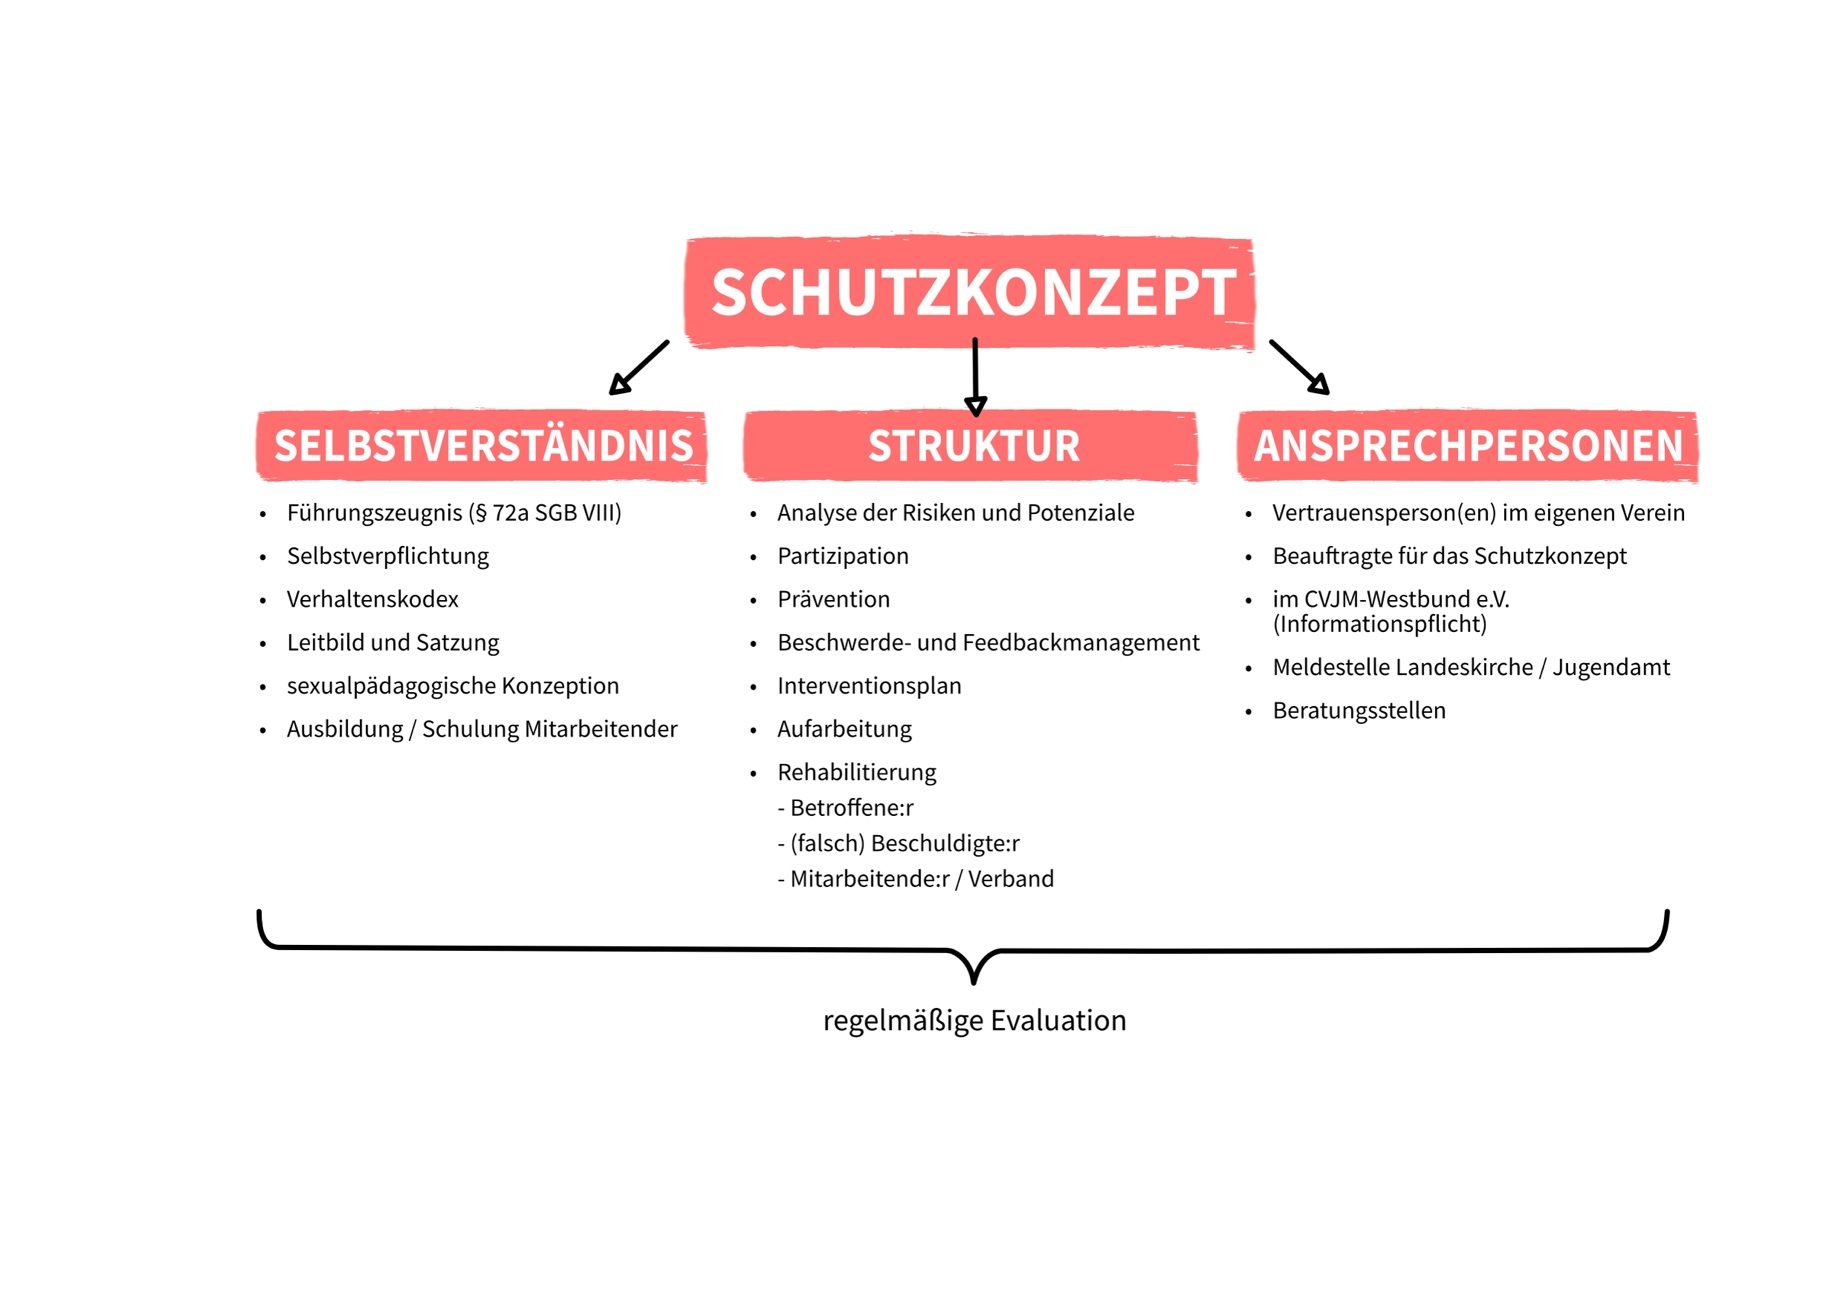 SCHUTZKONZEPT
SELBSTVERSTÄNDNIS
• Führungszeugnis (§ 72a SGB VIII)
• Selbstverpflichtung
• Verhaltenskodex
• Leitbild und Satzung
• sexualpädagogische Konzeption
• Ausbildung / Schulung Mitarbeitender
STRUKTUR
• Analyse der Risiken und Potenziale
• Partizipation
• Prävention
• Beschwerde- und Feedbackmanagement
• Interventionsplan
• Aufarbeitung
• Rehabilitierung
- Betroffene:r
- (falsch) Beschuldigte:r
- Mitarbeitende:r / Verband
ANSPRECHPERSONEN
• Vertrauensperson(en) im eigenen Verein
• Beauftragte für das Schutzkonzept
• im CVJM-Westbund e.V.
(Informationspflicht)
• Meldestelle Landeskirche / Jugendamt
• Beratungsstellen
regelmäßige Evaluation